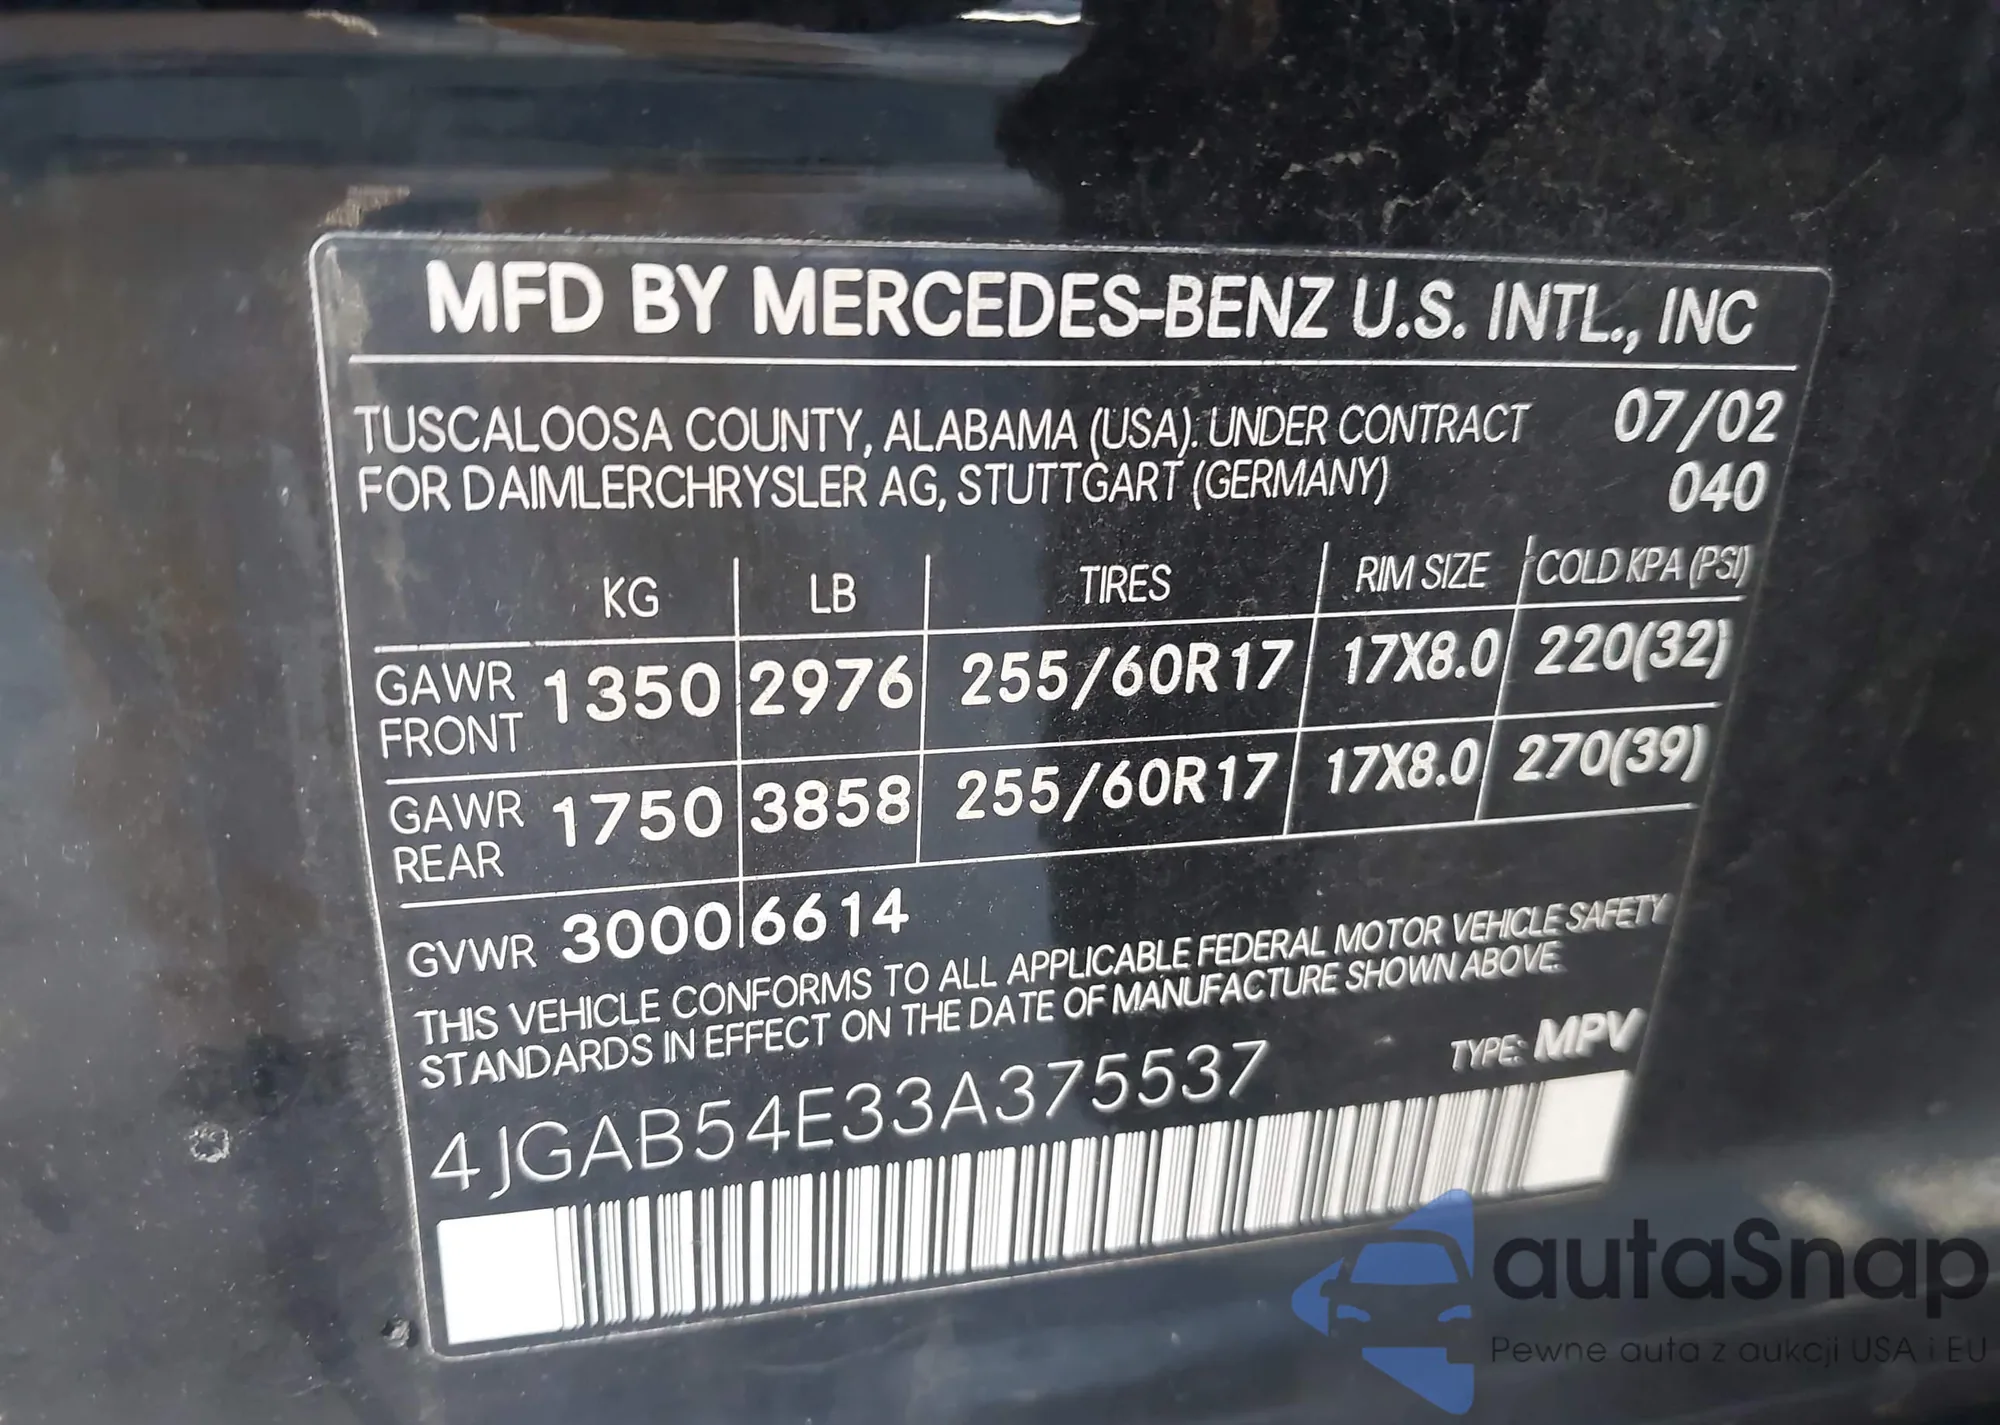 MFD BY MERCEDES-BENZ U.S. INTL., INC
TUSCALOOSA COUNTY, ALABAMA (USA). UNDER CONTRACT 07/02
FOR DAIMLERCHRYSLER AG, STUTTGART (GERMANY) 040
KG LB TIRES RIM SIZE COLD KPA (PSI)
GAWR FRONT 1350 2976 255/60R17 17X8.0 220(32)
GAWR REAR 1750 3858 255/60R17 17X8.0 270(39)
GVWR 3000 6614
THIS VEHICLE CONFORMS TO ALL APPLICABLE FEDERAL MOTOR VEHICLE SAFETY
STANDARDS IN EFFECT ON THE DATE OF MANUFACTURE SHOWN ABOVE.
TYPE: MPV
4JGAB54E33A375537
autaSnap
Pewne auta z aukcji USA i EU